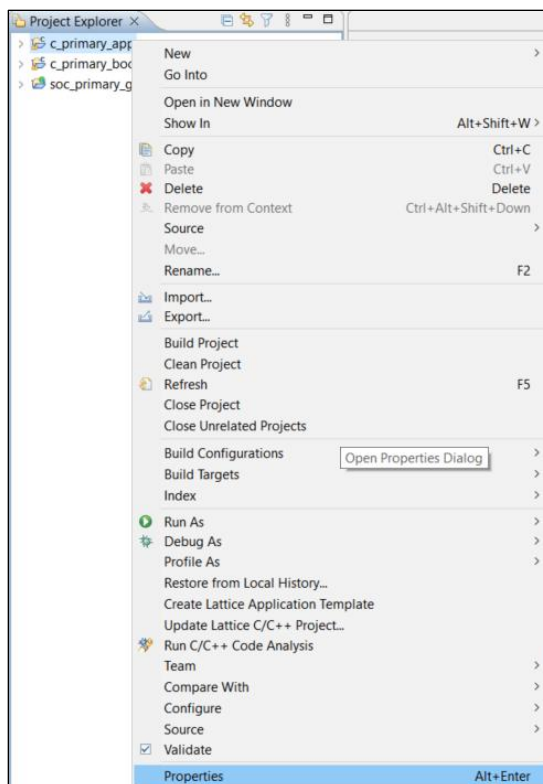 Project Explorer
c_primary_app
c_primary_boo
soc_primary_g
New
Go Into
Open in New Window
Show In Alt+Shift+W
Copy Ctrl+C
Paste Ctrl+V
Delete Delete
Remove from Context Ctrl+Alt+Shift+Down
Source
Move...
Rename... F2
Import...
Export...
Build Project
Clean Project
Refresh F5
Close Project
Close Unrelated Projects
Build Configurations
Open Properties Dialog
Build Targets
Index
Run As
Debug As
Profile As
Restore from Local History...
Create Lattice Application Template
Update Lattice C/C++ Project...
Run C/C++ Code Analysis
Team
Compare With
Configure
Source
Validate
Properties Alt+Enter